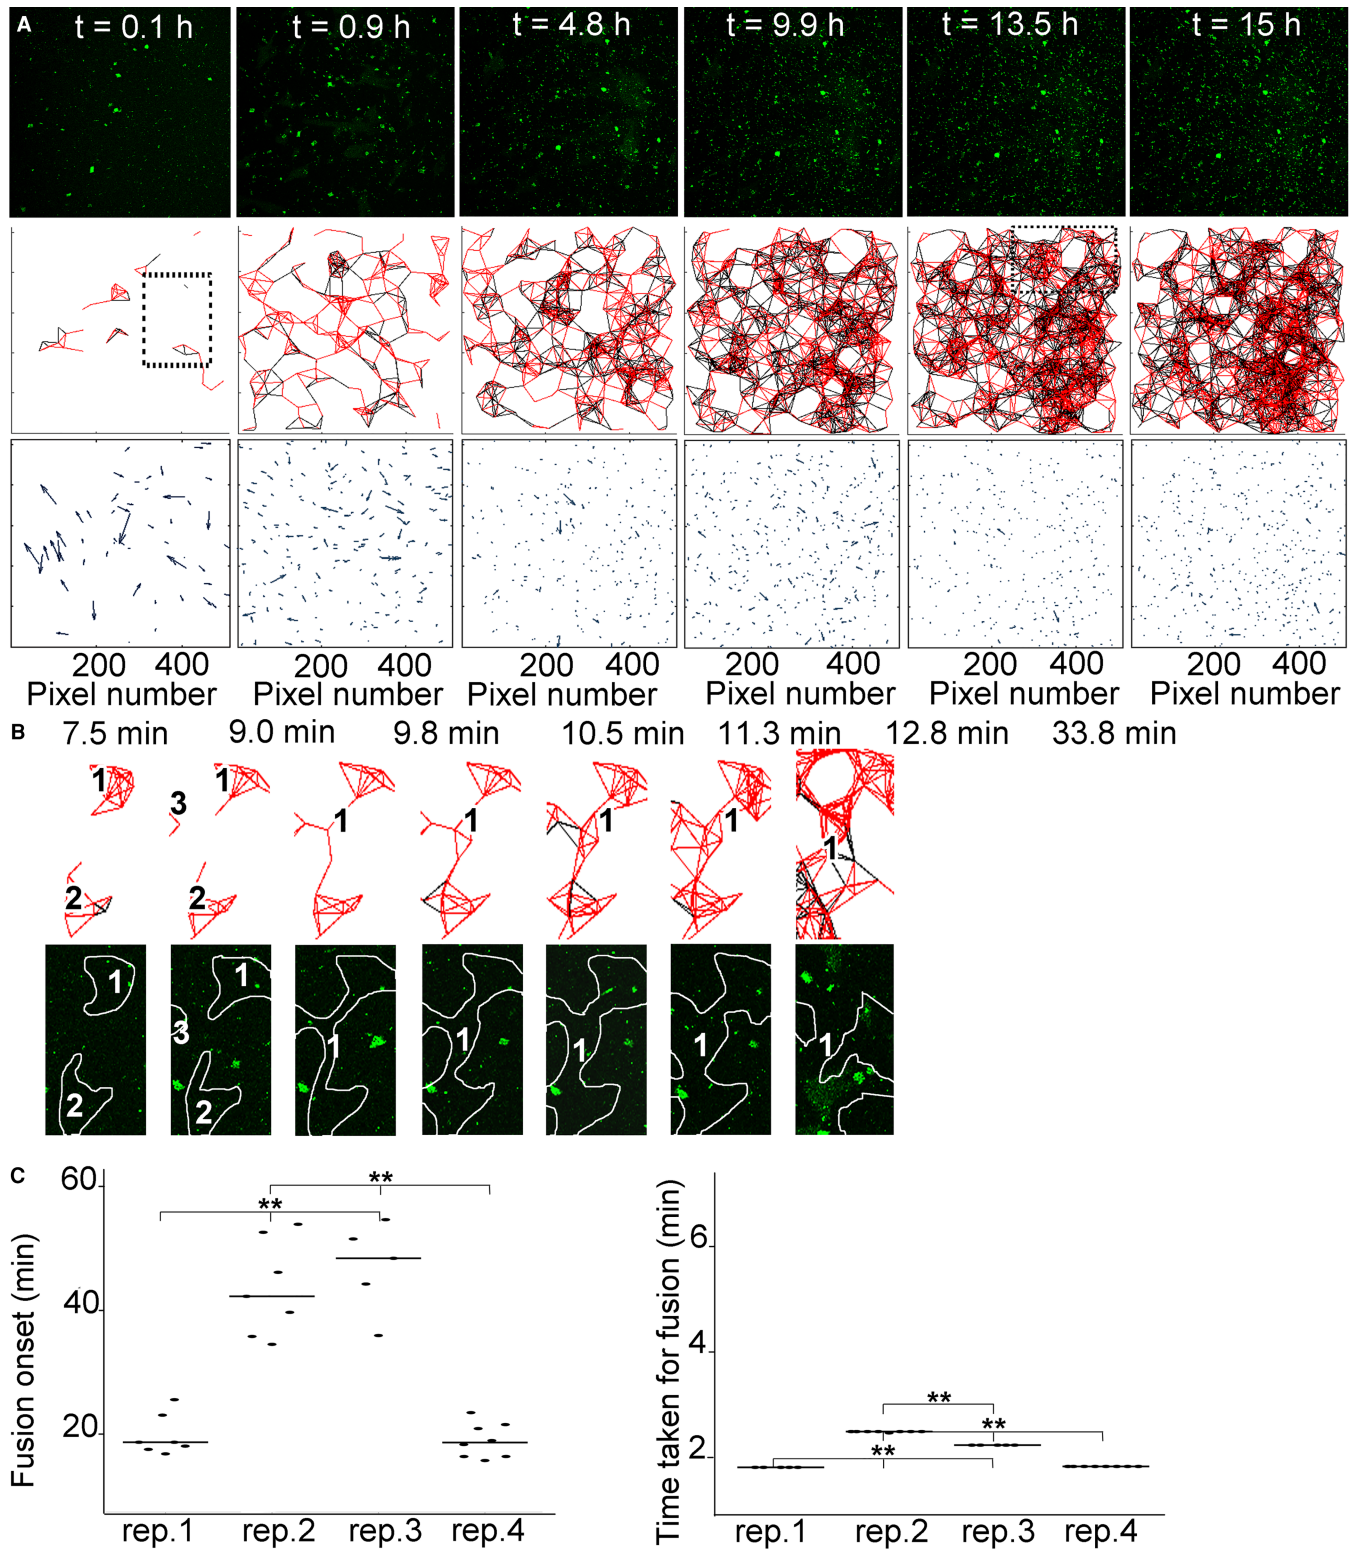 A
t = 0.1 h
t = 0.9 h
t = 4.8 h
t = 9.9 h
t = 13.5 h
t = 15 h
200 400
200 400
200 400
200 400
200 400
200 400
Pixel number
Pixel number
Pixel number
Pixel number
Pixel number
Pixel number
B
7.5 min
9.0 min
9.8 min
10.5 min
11.3 min
12.8 min
33.8 min
1
2
1
3
2
1
1
1
1
1
1
2
1
3
2
1
1
1
1
1
C
Fusion onset (min)
60
40
20
**
**
rep.1
rep.2
rep.3
rep.4
Time taken for fusion (min)
6
4
2
**
**
**
rep.1
rep.2
rep.3
rep.4